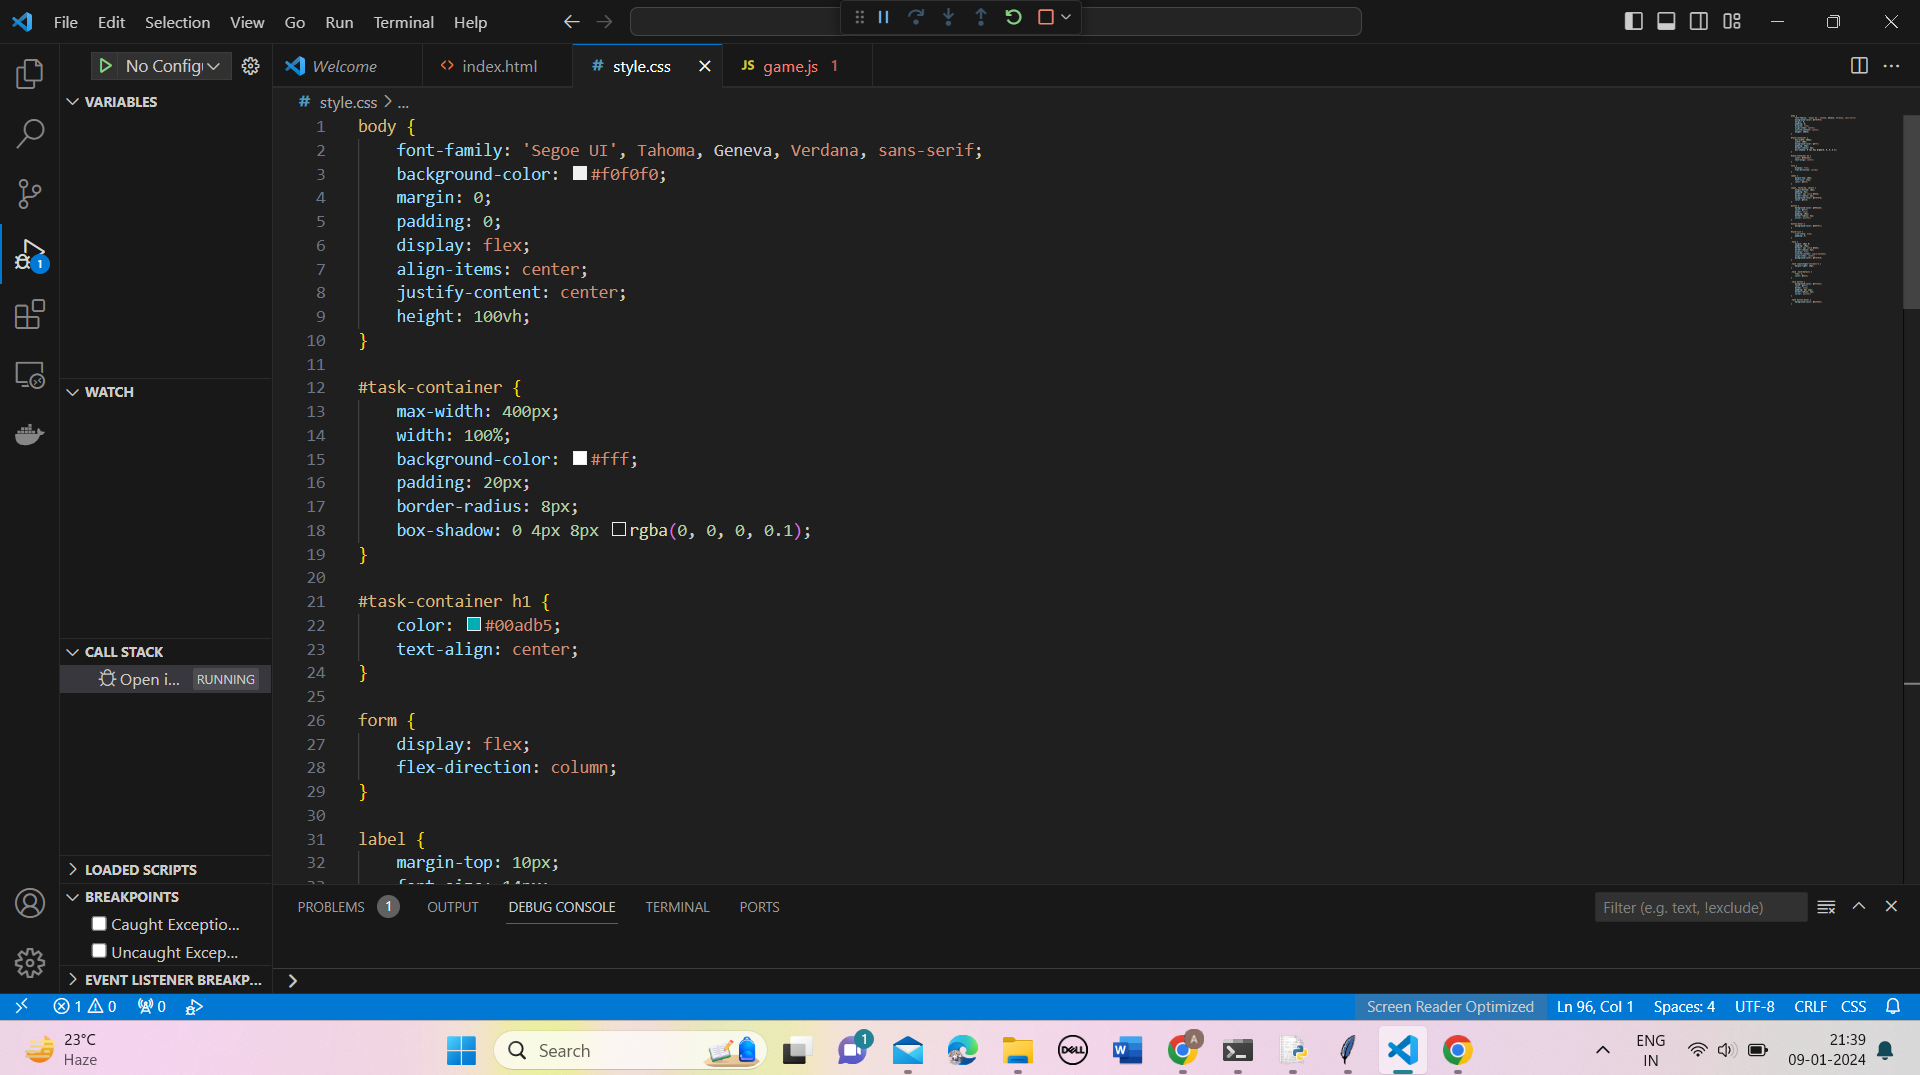 File Edit Selection View Go Run Terminal Help
No Config
Welcome
index.html
# style.css
JS game.js 1
VARIABLES
# style.css > ...
1 body {
2 font-family: 'Segoe UI', Tahoma, Geneva, Verdana, sans-serif;
3 background-color: #f0f0f0;
4 margin: 0;
5 padding: 0;
6 display: flex;
7 align-items: center;
8 justify-content: center;
9 height: 100vh;
10 }
11
12 #task-container {
13 max-width: 400px;
14 width: 100%;
15 background-color: #fff;
16 padding: 20px;
17 border-radius: 8px;
18 box-shadow: 0 4px 8px rgba(0, 0, 0, 0.1);
19 }
20
21 #task-container h1 {
22 color: #00adb5;
23 text-align: center;
24 }
25
26 form {
27 display: flex;
28 flex-direction: column;
29 }
30
31 label {
32 margin-top: 10px;
1
WATCH
CALL STACK
Open i... RUNNING
LOADED SCRIPTS
BREAKPOINTS
Caught Exceptio...
Uncaught Excep...
EVENT LISTENER BREAKP...
PROBLEMS 1 OUTPUT DEBUG CONSOLE TERMINAL PORTS
Filter (e.g. text, !exclude)
1 0 0
Screen Reader Optimized Ln 96, Col 1 Spaces: 4 UTF-8 CRLF CSS
23°C
Haze
Search
1
DELL
W
A
ENG
IN
21:39
09-01-2024